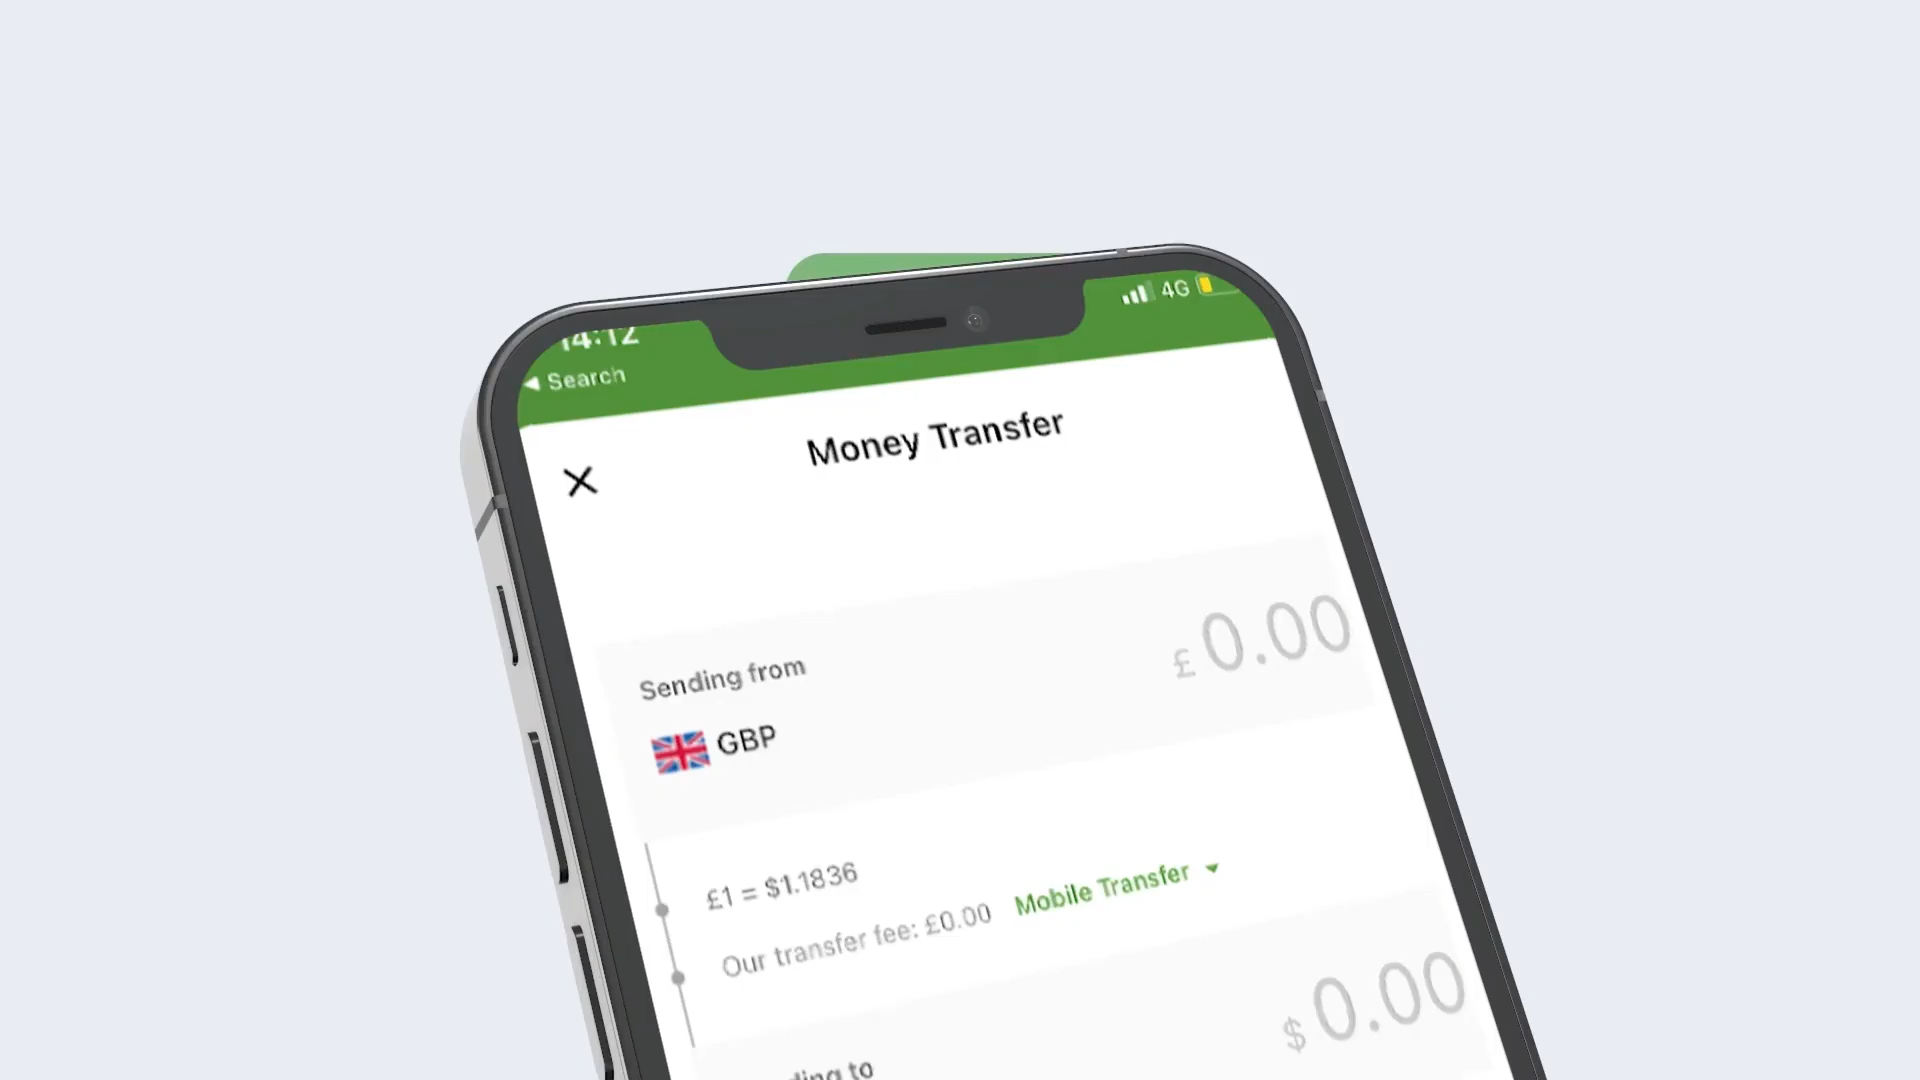 14:12
4G
Search
Money Transfer
Sending from
£ 0.00
GBP
£1 = $1.1836
Our transfer fee: £0.00 Mobile Transfer
$ 0.00
to